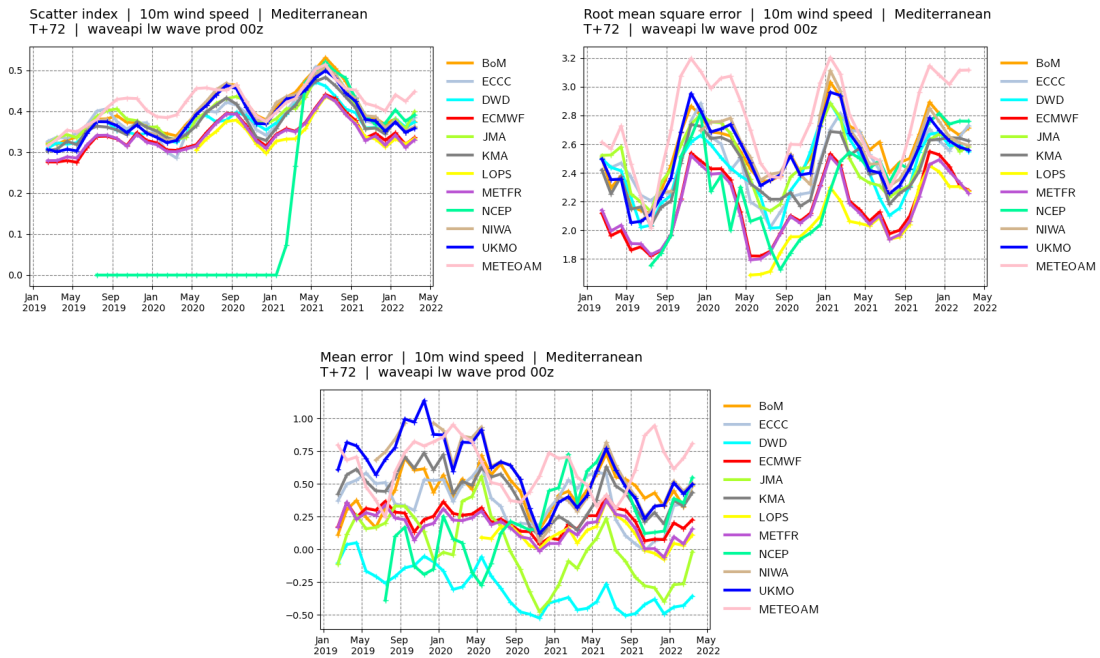 Scatter index | 10m wind speed | Mediterranean
T+72 | waveapi lw wave prod 00z
0.5
0.4
0.3
0.2
0.1
0.0
Jan 2019
May 2019
Sep 2019
Jan 2020
May 2020
Sep 2020
Jan 2021
May 2021
Sep 2021
Jan 2022
May 2022
BoM
ECCC
DWD
ECMWF
JMA
KMA
LOPS
METFR
NCEP
NIWA
UKMO
METEOAM
Root mean square error | 10m wind speed | Mediterranean
T+72 | waveapi lw wave prod 00z
3.2
3.0
2.8
2.6
2.4
2.2
2.0
1.8
Jan 2019
May 2019
Sep 2019
Jan 2020
May 2020
Sep 2020
Jan 2021
May 2021
Sep 2021
Jan 2022
May 2022
BoM
ECCC
DWD
ECMWF
JMA
KMA
LOPS
METFR
NCEP
NIWA
UKMO
METEOAM
Mean error | 10m wind speed | Mediterranean
T+72 | waveapi lw wave prod 00z
1.00
0.75
0.50
0.25
0.00
−0.25
−0.50
Jan 2019
May 2019
Sep 2019
Jan 2020
May 2020
Sep 2020
Jan 2021
May 2021
Sep 2021
Jan 2022
May 2022
BoM
ECCC
DWD
ECMWF
JMA
KMA
LOPS
METFR
NCEP
NIWA
UKMO
METEOAM